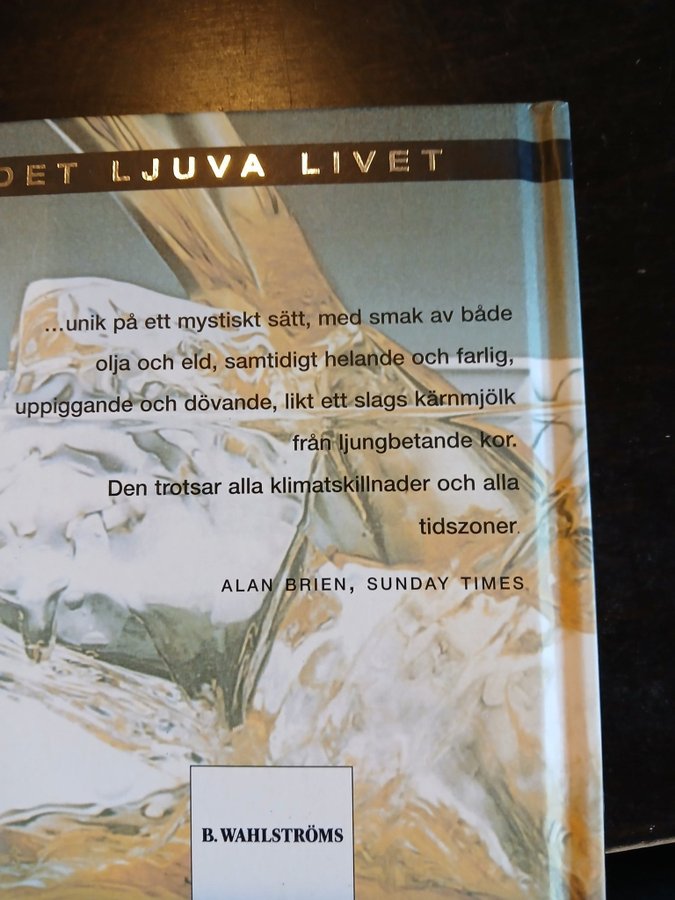 DET LJUVA LIVET
...unik på ett mystiskt sätt, med smak av både
olja och eld, samtidigt helande och farlig,
uppiggande och dövande, likt ett slags kärnmjölk
från ljungbetande kor.
Den trotsar alla klimatskillnader och alla
tidszoner.
ALAN BRIEN, SUNDAY TIMES
B. WAHLSTRÖMS